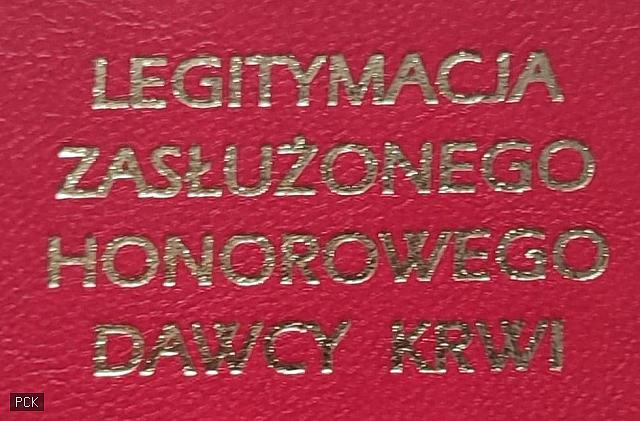 LEGITYMACJA
ZASŁUŻONEGO
HONOROWEGO
DAWCY KRWI
PCK